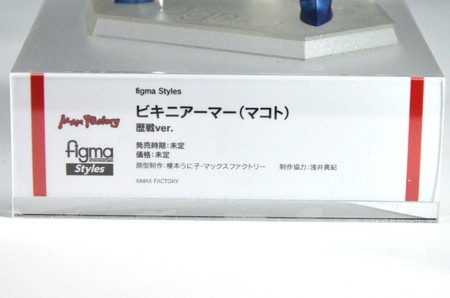 figma Styles
ビキニアーマー(マコト)
歴戦ver.
発売時期:未定
価格:未定
原型制作:榎本うに子・マックスファクトリー 制作協力:浅井真紀
©MAX FACTORY
Max Factory
figma
Styles